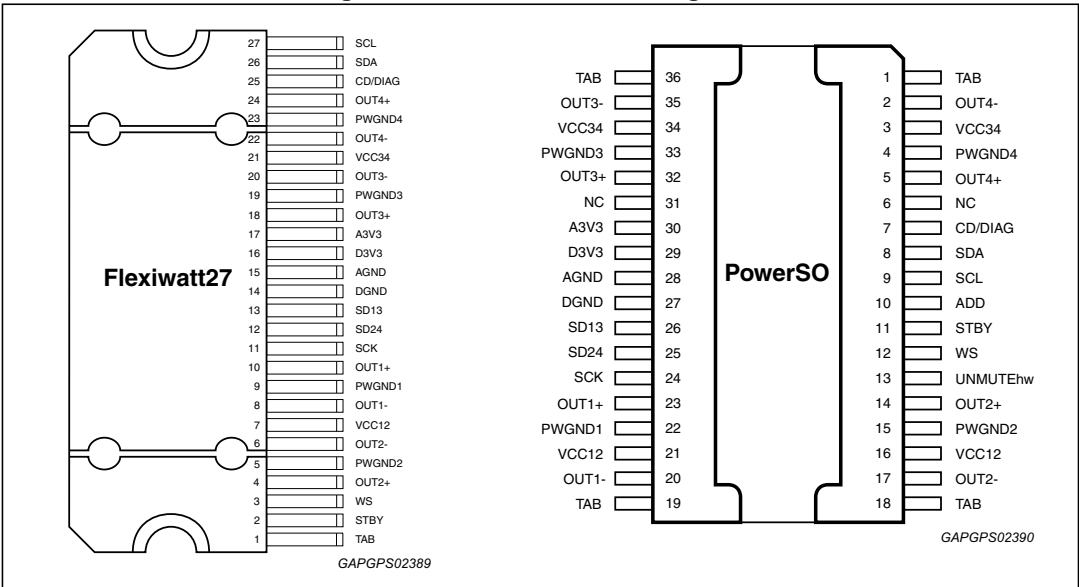 27 SCL
26 SDA
25 CD/DIAG
24 OUT4+
23 PWGND4
22 OUT4-
21 VCC34
20 OUT3-
19 PWGND3
18 OUT3+
17 A3V3
16 D3V3
15 AGND
14 DGND
13 SD13
12 SD24
11 SCK
10 OUT1+
9 PWGND1
8 OUT1-
7 VCC12
6 OUT2-
5 PWGND2
4 OUT2+
3 WS
2 STBY
1 TAB
Flexiwatt27
GAPGPS02389
TAB 36 1 TAB
OUT3- 35 2 OUT4-
VCC34 34 3 VCC34
PWGND3 33 4 PWGND4
OUT3+ 32 5 OUT4+
NC 31 6 NC
A3V3 30 7 CD/DIAG
D3V3 29 8 SDA
AGND 28 9 SCL
DGND 27 10 ADD
SD13 26 11 STBY
SD24 25 12 WS
SCK 24 13 UNMUTEhw
OUT1+ 23 14 OUT2+
PWGND1 22 15 PWGND2
VCC12 21 16 VCC12
OUT1- 20 17 OUT2-
TAB 19 18 TAB
PowerSO
GAPGPS02390